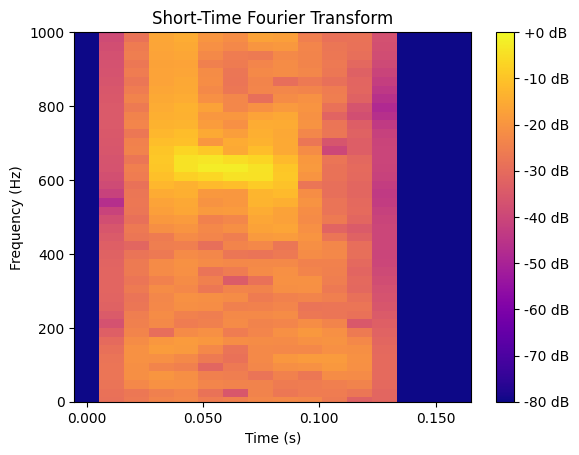 Short-Time Fourier Transform
Frequency (Hz)
1000
800
600
400
200
0
0.000
0.050
0.100
0.150
Time (s)
+0 dB
-10 dB
-20 dB
-30 dB
-40 dB
-50 dB
-60 dB
-70 dB
-80 dB